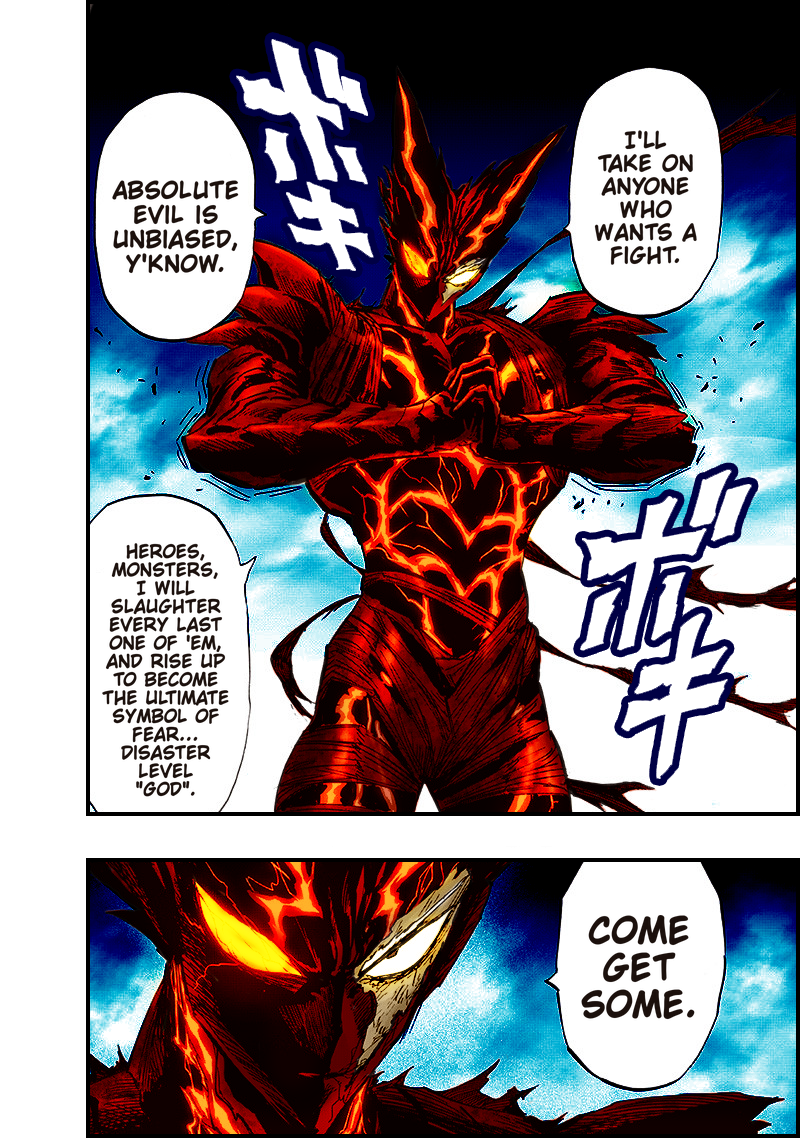 I'LL
TAKE ON
ANYONE
WHO
WANTS A
FIGHT.
ボキ
ABSOLUTE
EVIL IS
UNBIASED,
Y'KNOW.
ボキ
HEROES,
MONSTERS,
I WILL
SLAUGHTER
EVERY LAST
ONE OF 'EM,
AND RISE UP
TO BECOME
THE ULTIMATE
SYMBOL OF
FEAR...
DISASTER
LEVEL
"GOD".
COME
GET
SOME.